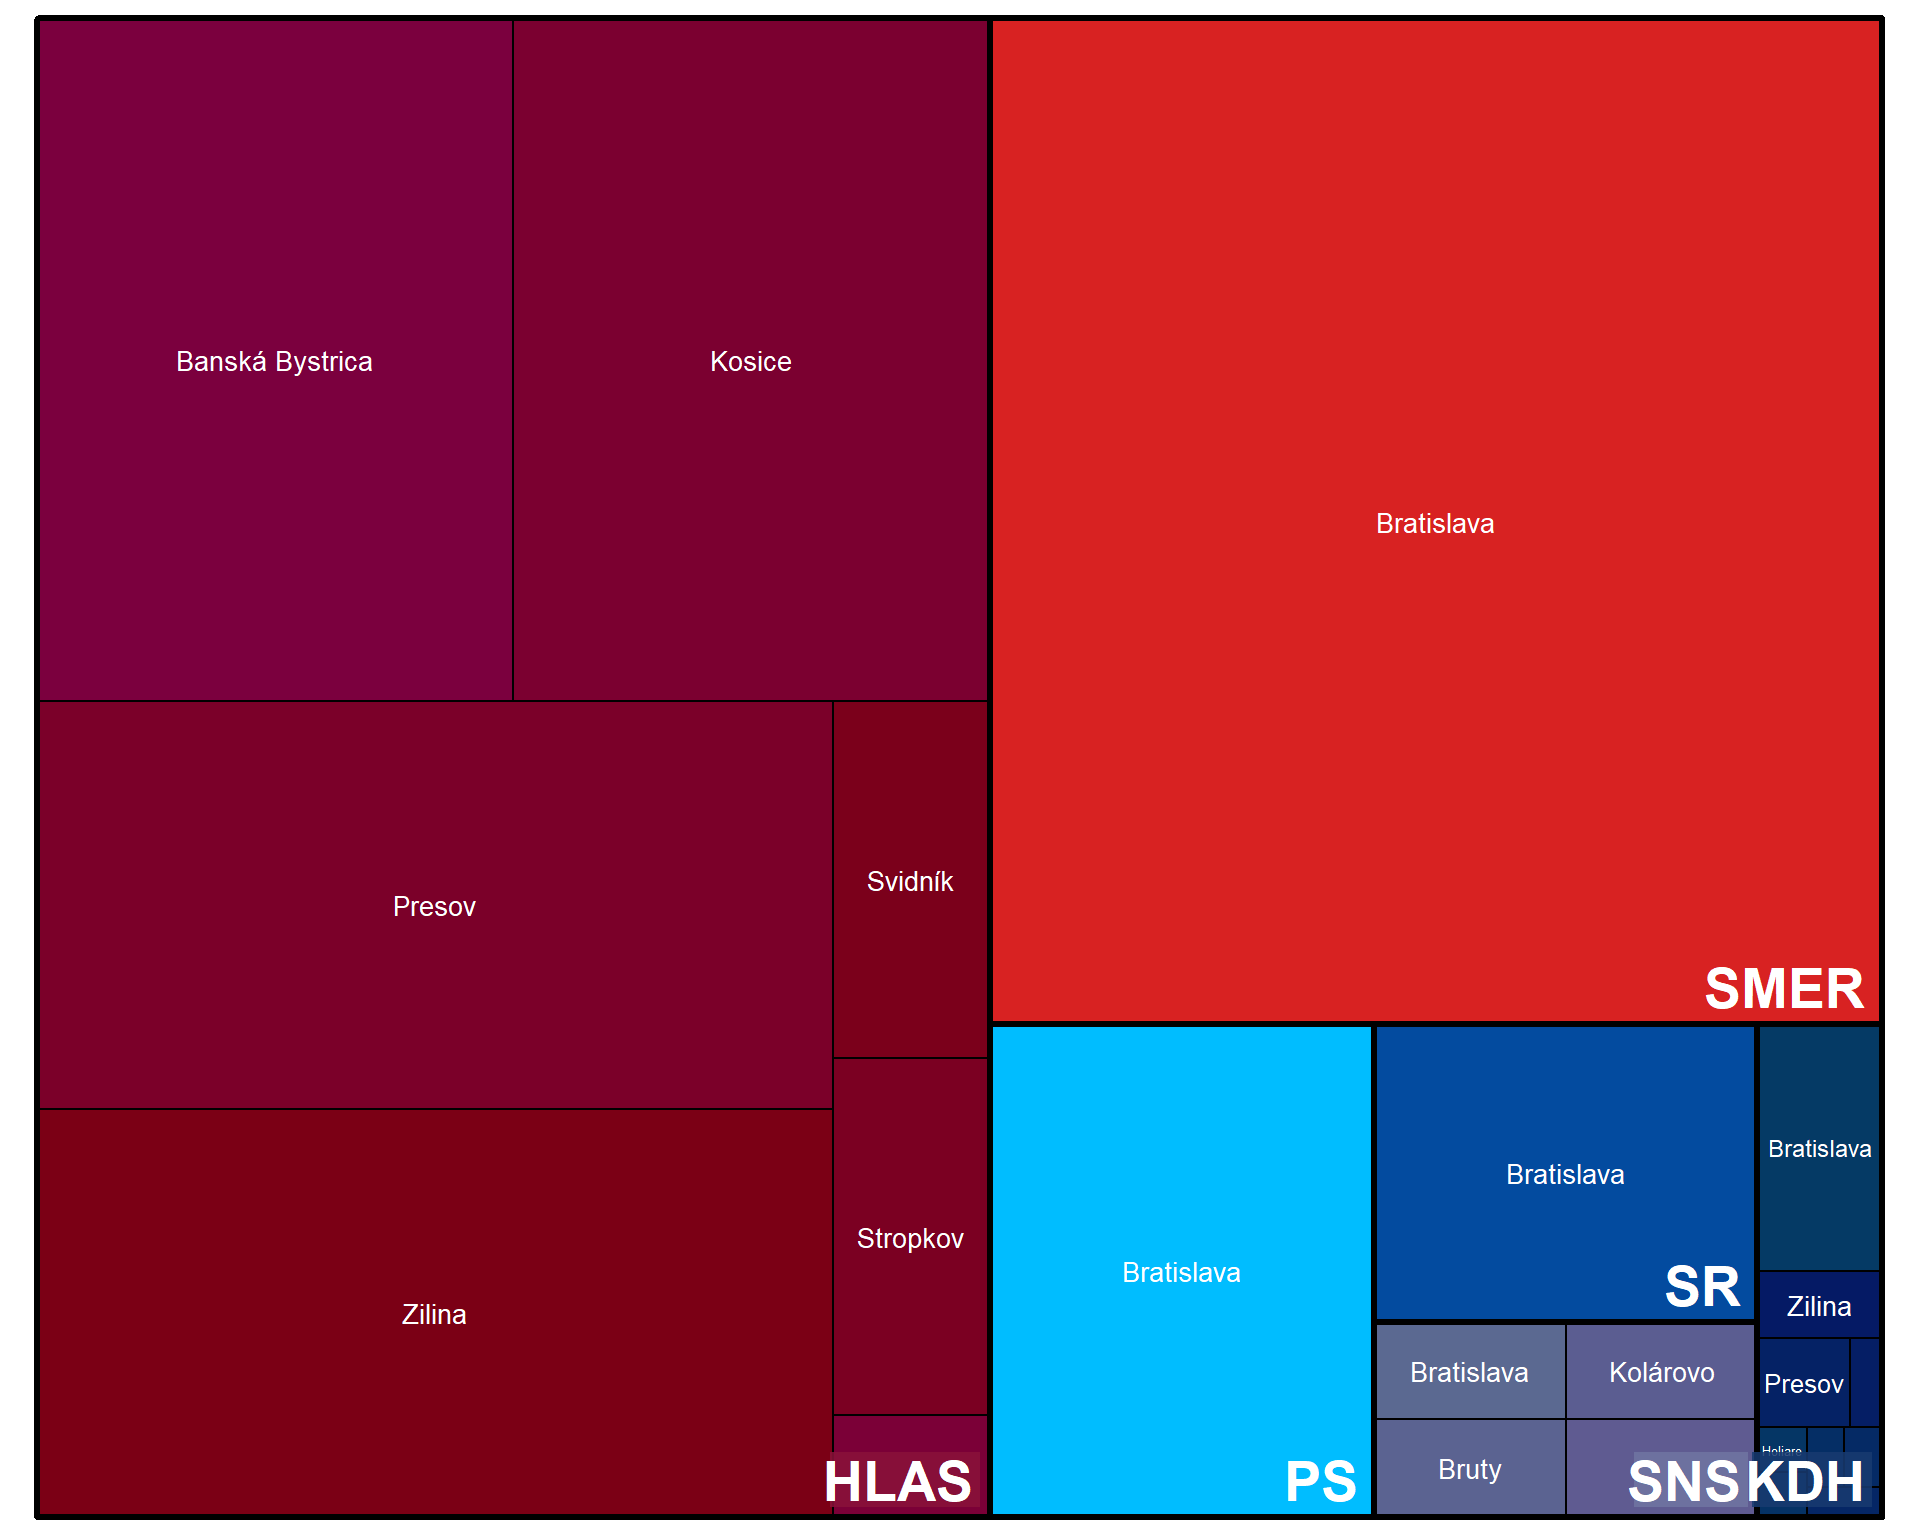 Banská Bystrica
Kosice
Presov
Svidník
Stropkov
Zilina
HLAS
Bratislava
SMER
Bratislava
PS
Bratislava
SR
Bratislava
Kolárovo
Bruty
SNS
Bratislava
Zilina
Presov
KDH